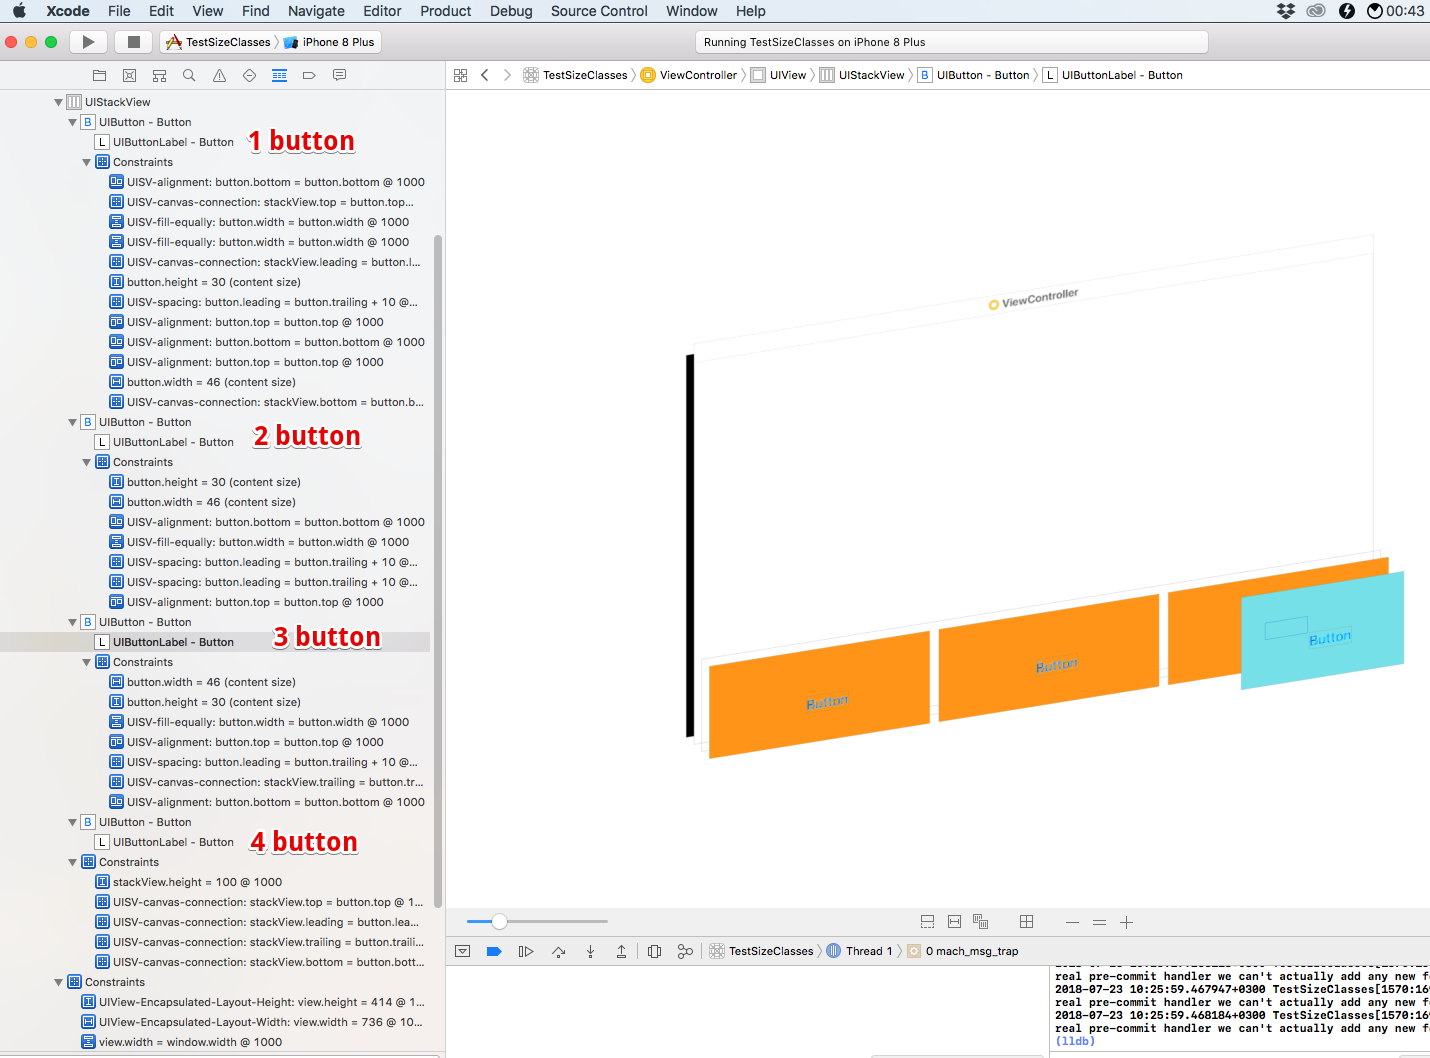 Xcode File Edit View Find Navigate Editor Product Debug Source Control Window Help 00:43
TestSizeClasses iPhone 8 Plus Running TestSizeClasses on iPhone 8 Plus
TestSizeClasses ViewController UIView UIStackView B UIButton - Button L UIButtonLabel - Button
UIStackView
B UIButton - Button
L UIButtonLabel - Button 1 button
Constraints
UISV-alignment: button.bottom = button.bottom @ 1000
UISV-canvas-connection: stackView.top = button.top...
UISV-fill-equally: button.width = button.width @ 1000
UISV-fill-equally: button.width = button.width @ 1000
UISV-canvas-connection: stackView.leading = button.l...
button.height = 30 (content size)
UISV-spacing: button.leading = button.trailing + 10 @...
UISV-alignment: button.top = button.top @ 1000
UISV-alignment: button.bottom = button.bottom @ 1000
UISV-alignment: button.top = button.top @ 1000
button.width = 46 (content size)
UISV-canvas-connection: stackView.bottom = button.b...
B UIButton - Button
L UIButtonLabel - Button 2 button
Constraints
button.height = 30 (content size)
button.width = 46 (content size)
UISV-alignment: button.bottom = button.bottom @ 1000
UISV-fill-equally: button.width = button.width @ 1000
UISV-spacing: button.leading = button.trailing + 10 @...
UISV-spacing: button.leading = button.trailing + 10 @...
UISV-alignment: button.top = button.top @ 1000
B UIButton - Button
L UIButtonLabel - Button 3 button
Constraints
button.width = 46 (content size)
button.height = 30 (content size)
UISV-fill-equally: button.width = button.width @ 1000
UISV-alignment: button.top = button.top @ 1000
UISV-spacing: button.leading = button.trailing + 10 @...
UISV-canvas-connection: stackView.trailing = button.tr...
UISV-alignment: button.bottom = button.bottom @ 1000
B UIButton - Button
L UIButtonLabel - Button 4 button
Constraints
stackView.height = 100 @ 1000
UISV-canvas-connection: stackView.top = button.top @ 1...
UISV-canvas-connection: stackView.leading = button.lea...
UISV-canvas-connection: stackView.trailing = button.traili...
UISV-canvas-connection: stackView.bottom = button.bott...
Constraints
UIView-Encapsulated-Layout-Height: view.height = 414 @ 1...
UIView-Encapsulated-Layout-Width: view.width = 736 @ 10...
view.width = window.width @ 1000
ViewController
Button
Button
Button
TestSizeClasses Thread 1 0 mach_msg_trap
real pre-commit handler we can't actually add any new f
2018-07-23 10:25:59.467947+0300 TestSizeClasses[1570:16
real pre-commit handler we can't actually add any new f
2018-07-23 10:25:59.468184+0300 TestSizeClasses[1570:16
real pre-commit handler we can't actually add any new f
(lldb)